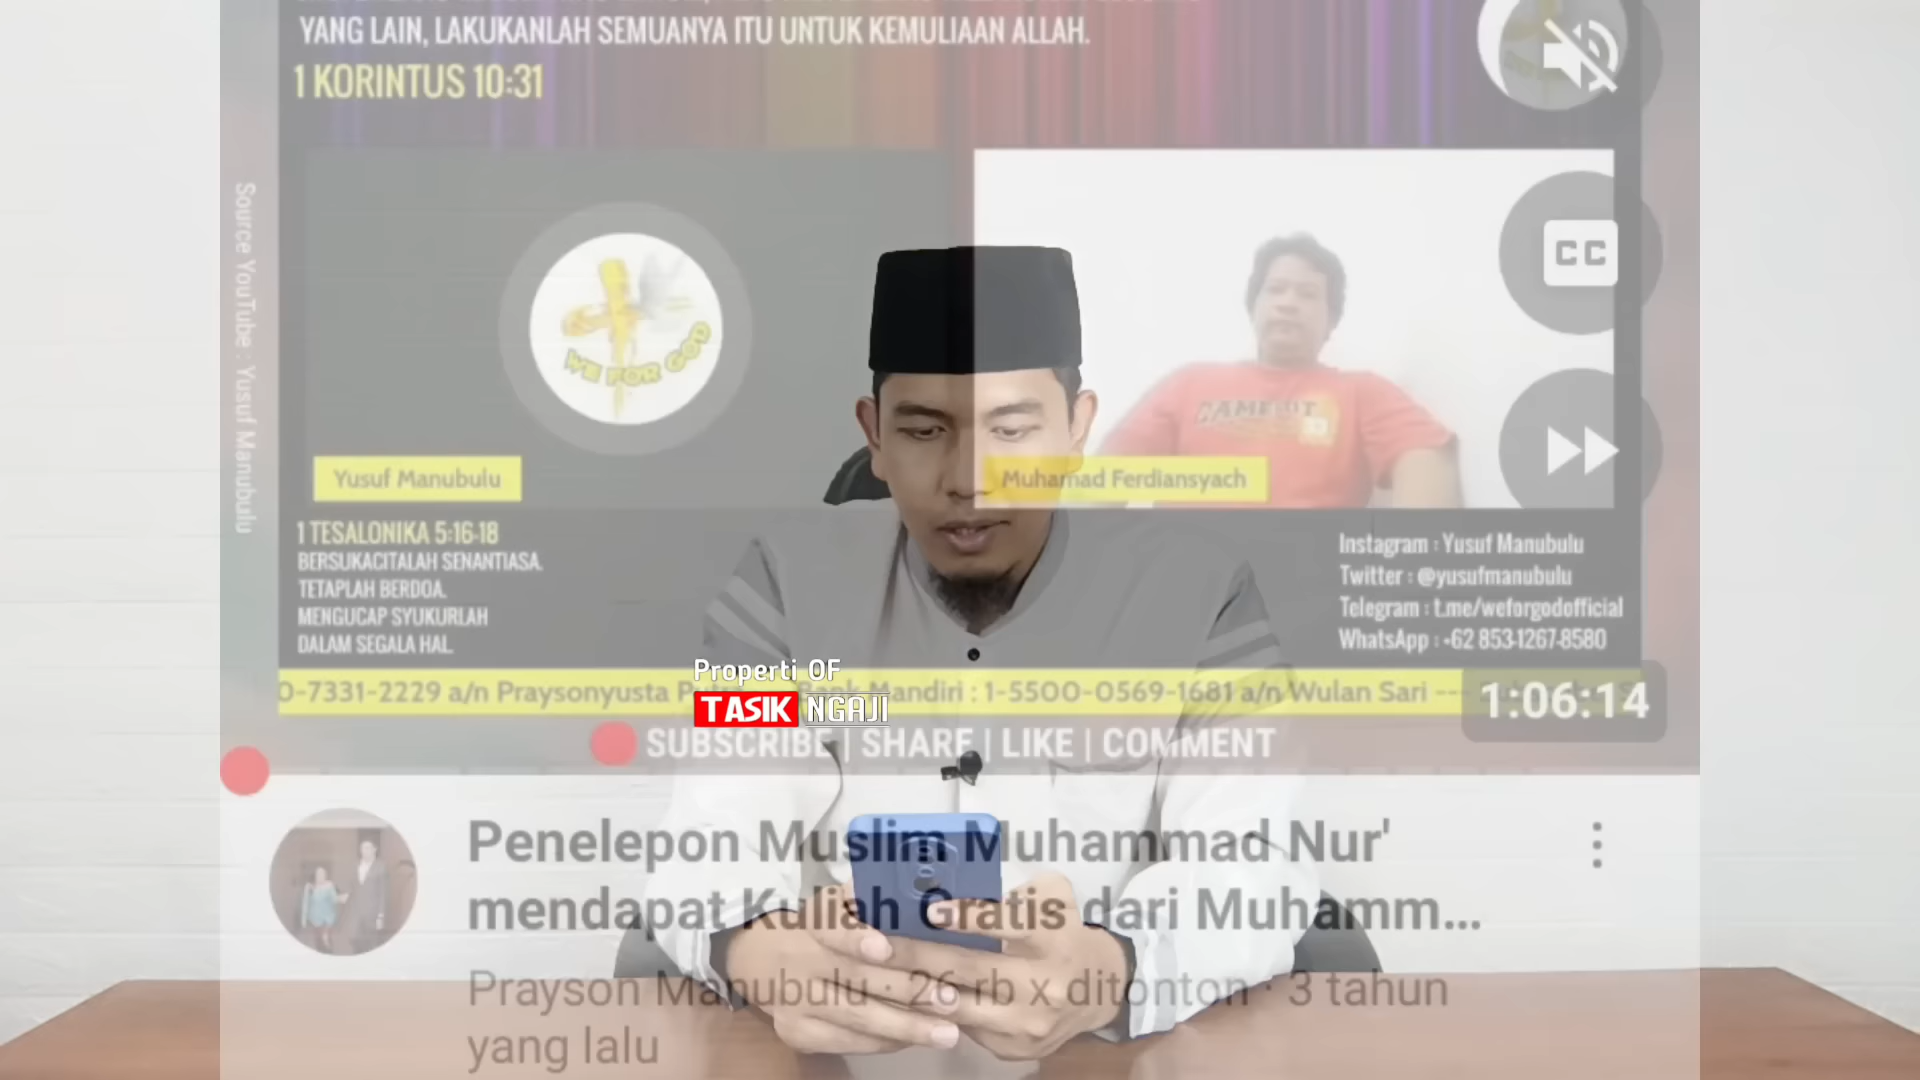 YANG LAIN, LAKUKANLAH SEMUANYA ITU UNTUK KEMULIAAN ALLAH.
1 KORINTUS 10:31
Source YouTube : Yusuf Manubulu
CC
WE FOR GOD
Yusuf Manubulu
Muhamad Ferdiansyach
1 TESALONIKA 5:16-18
BERSUKACITALAH SENANTIASA.
TETAPLAH BERDOA.
MENGUCAP SYUKURLAH
DALAM SEGALA HAL.
Instagram : Yusuf Manubulu
Twitter : @yusufmanubulu
Telegram : t.me/weforgodofficial
WhatsApp : +62 853-1267-8580
Properti OF
TASIK NGAJI
0-7331-2229 a/n Praysonyusta Bank Mandiri : 1-5500-0569-1681 a/n Wulan Sari ---
1:06:14
SUBSCRIBE | SHARE | LIKE | COMMENT
Penelepon Muslim Muhammad Nur'
mendapat Kuliah Gratis dari Muhamm...
Prayson Manubulu · 26 rb x ditonton · 3 tahun
yang lalu